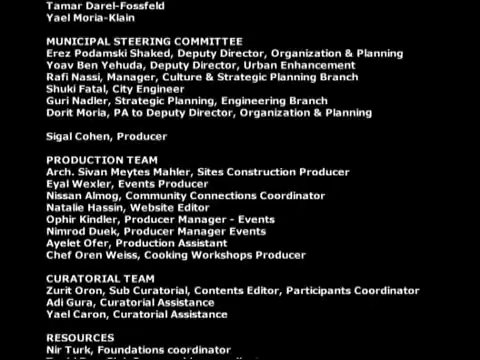 Tamar Darel-Fossfeld
Yael Moria-Klain
MUNICIPAL STEERING COMMITTEE
Erez Podamski Shaked, Deputy Director, Organization & Planning
Yoav Ben Yehuda, Deputy Director, Urban Enhancement
Rafi Nassi, Manager, Culture & Strategic Planning Branch
Shuki Fatal, City Engineer
Guri Nadler, Strategic Planning, Engineering Branch
Dorit Moria, PA to Deputy Director, Organization & Planning
Sigal Cohen, Producer
PRODUCTION TEAM
Arch. Sivan Meytes Mahler, Sites Construction Producer
Eyal Wexler, Events Producer
Nissan Almog, Community Connections Coordinator
Natalie Hassin, Website Editor
Ophir Kindler, Producer Manager - Events
Nimrod Duek, Producer Manager Events
Ayelet Ofer, Production Assistant
Chef Oren Weiss, Cooking Workshops Producer
CURATORIAL TEAM
Zurit Oron, Sub Curatorial, Contents Editor, Participants Coordinator
Adi Gura, Curatorial Assistance
Yael Caron, Curatorial Assistance
RESOURCES
Nir Turk, Foundations coordinator